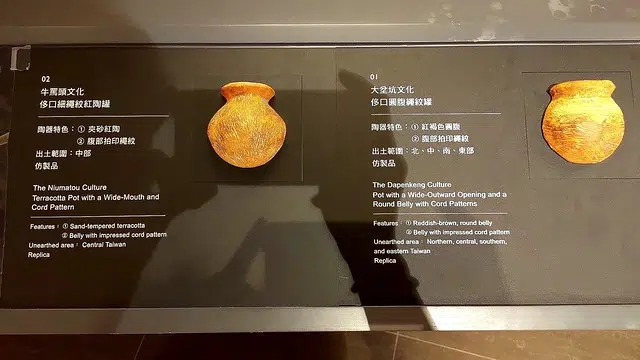 02
牛罵頭文化
侈口細繩紋紅陶罐
陶器特色：① 夾砂紅陶
② 腹部拍印繩紋
出土範圍：中部
仿製品
The Niumatou Culture
Terracotta Pot with a Wide-Mouth and
Cord Pattern
Features： ① Sand-tempered terracotta
② Belly with impressed cord pattern
Unearthed area： Central Taiwan
Replica
01
大坌坑文化
侈口圓腹繩紋罐
陶器特色：① 紅褐色圓腹
② 腹部拍印繩紋
出土範圍：北、中、南、東部
仿製品
The Dapenkeng Culture
Pot with a Wide-Outward Opening and a
Round Belly with Cord Patterns
Features： ① Reddish-brown, round belly
② Belly with impressed cord pattern
Unearthed area： Northern, central, southern,
and eastern Taiwan
Replica